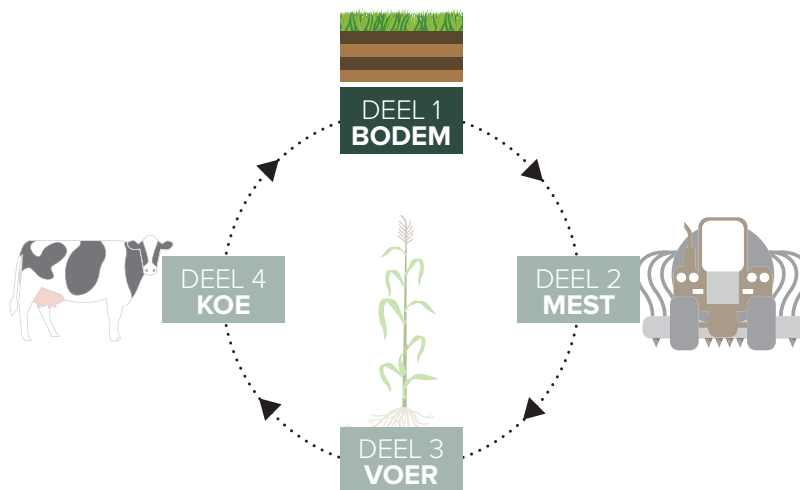 DEEL 1
BODEM
DEEL 4
KOE
DEEL 2
MEST
DEEL 3
VOER